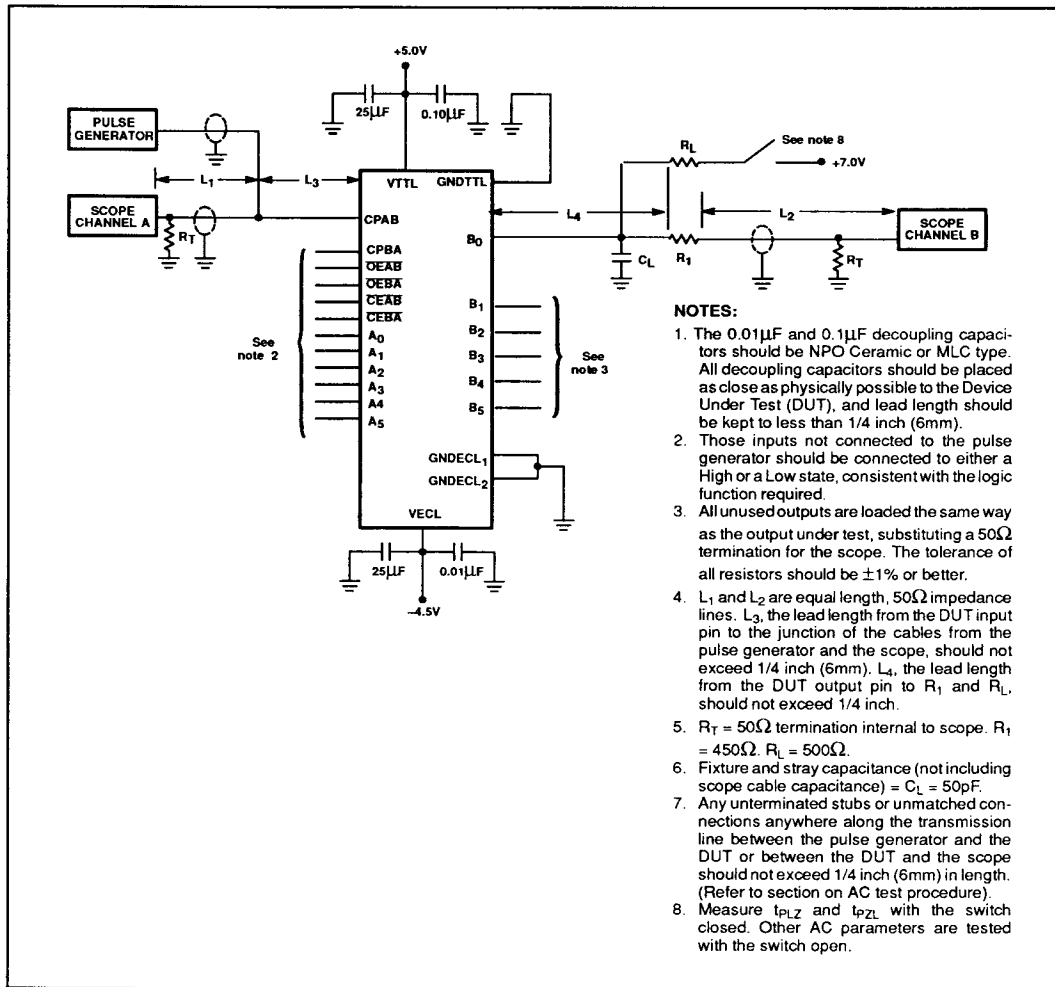 +5.0V
25μF
0.10μF
PULSE
GENERATOR
L1
L3
SCOPE
CHANNEL A
RT
VTTL
GNDTTL
CPAB
CPBA
OEAB
OEBA
CEAB
CEBA
A0
A1
A2
A3
A4
A5
See
note 2
B0
B1
B2
B3
B4
B5
See
note 3
GNDECL1
GNDECL2
VECL
25μF
0.01μF
–4.5V
L4
RL
See note 8
+7.0V
L2
CL
R1
RT
SCOPE
CHANNEL B
NOTES:
1. The 0.01μF and 0.1μF decoupling capaci-
tors should be NPO Ceramic or MLC type.
All decoupling capacitors should be placed
as close as physically possible to the Device
Under Test (DUT), and lead length should
be kept to less than 1/4 inch (6mm).
2. Those inputs not connected to the pulse
generator should be connected to either a
High or a Low state, consistent with the logic
function required.
3. All unused outputs are loaded the same way
as the output under test, substituting a 50Ω
termination for the scope. The tolerance of
all resistors should be ±1% or better.
4. L1 and L2 are equal length, 50Ω impedance
lines. L3, the lead length from the DUT input
pin to the junction of the cables from the
pulse generator and the scope, should not
exceed 1/4 inch (6mm). L4, the lead length
from the DUT output pin to R1 and RL,
should not exceed 1/4 inch.
5. RT = 50Ω termination internal to scope. R1
= 450Ω. RL = 500Ω.
6. Fixture and stray capacitance (not including
scope cable capacitance) = CL = 50pF.
7. Any unterminated stubs or unmatched con-
nections anywhere along the transmission
line between the pulse generator and the
DUT or between the DUT and the scope
should not exceed 1/4 inch (6mm) in length.
(Refer to section on AC test procedure).
8. Measure tPLZ and tPZL with the switch
closed. Other AC parameters are tested
with the switch open.